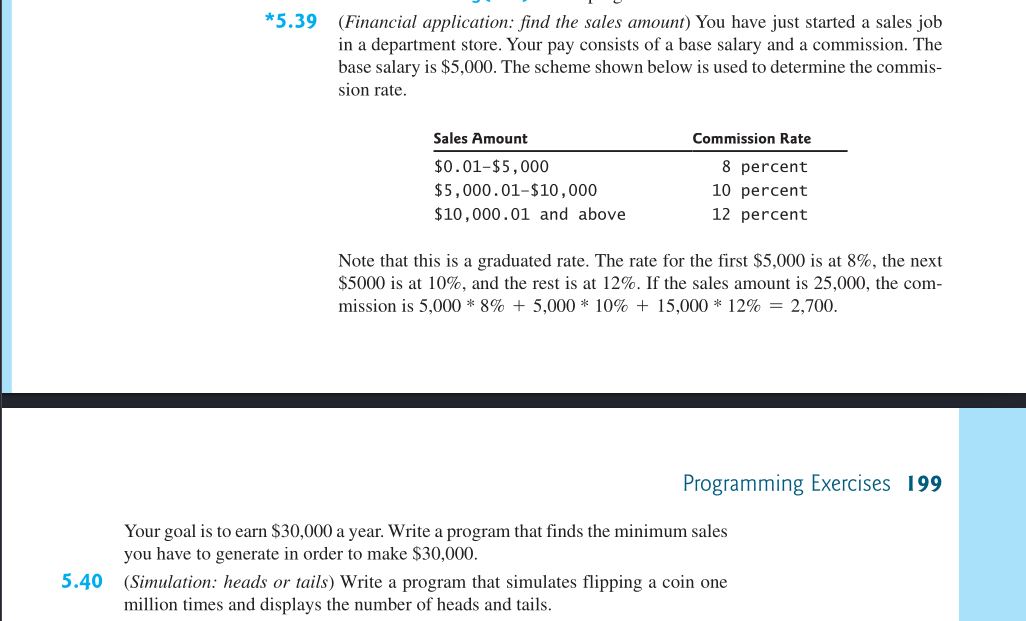 *5.39 (Financial application: find the sales amount) You have just started a sales job
in a department store. Your pay consists of a base salary and a commission. The
base salary is $5,000. The scheme shown below is used to determine the commis-
sion rate.
Sales Amount Commission Rate
$0.01–$5,000 8 percent
$5,000.01–$10,000 10 percent
$10,000.01 and above 12 percent
Note that this is a graduated rate. The rate for the first $5,000 is at 8%, the next
$5000 is at 10%, and the rest is at 12%. If the sales amount is 25,000, the com-
mission is 5,000 * 8% + 5,000 * 10% + 15,000 * 12% = 2,700.
Programming Exercises 199
Your goal is to earn $30,000 a year. Write a program that finds the minimum sales
you have to generate in order to make $30,000.
5.40 (Simulation: heads or tails) Write a program that simulates flipping a coin one
million times and displays the number of heads and tails.